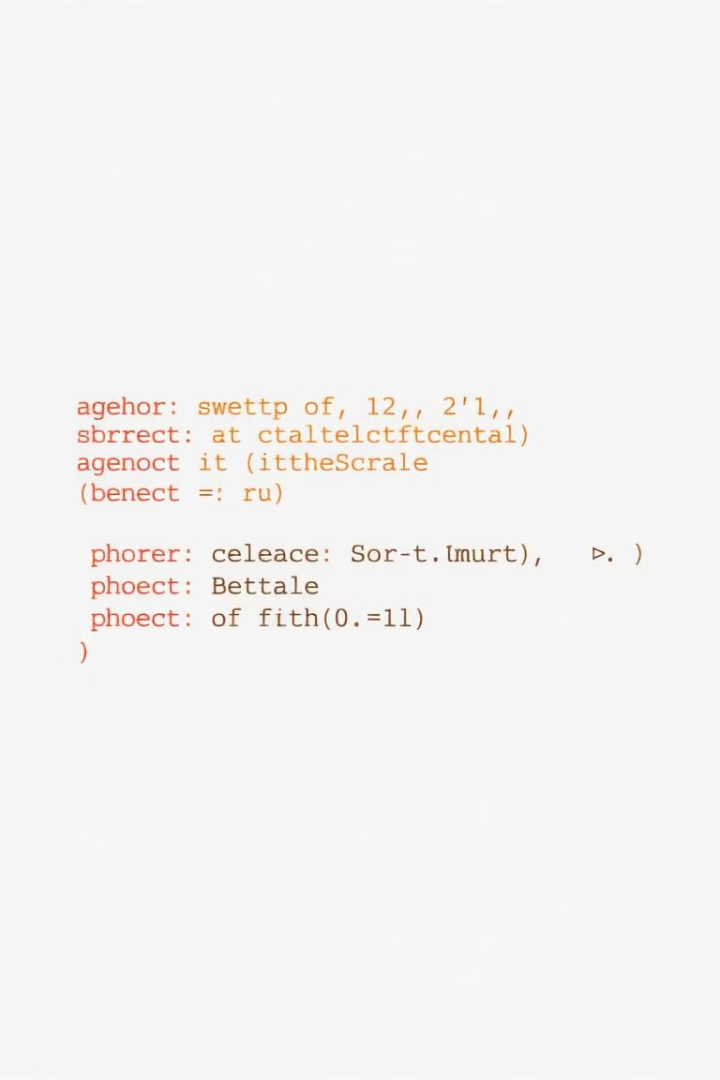 agehor: swettp of, 12,, 2'1,,
sbrrect: at ctaltelctftcental)
agenoct it (ittheScrale
(benect =: ru)
phorer: celeace: Sor-t.lmurt), ▷. )
phoect: Bettale
phoect: of fith(0.=11)
)